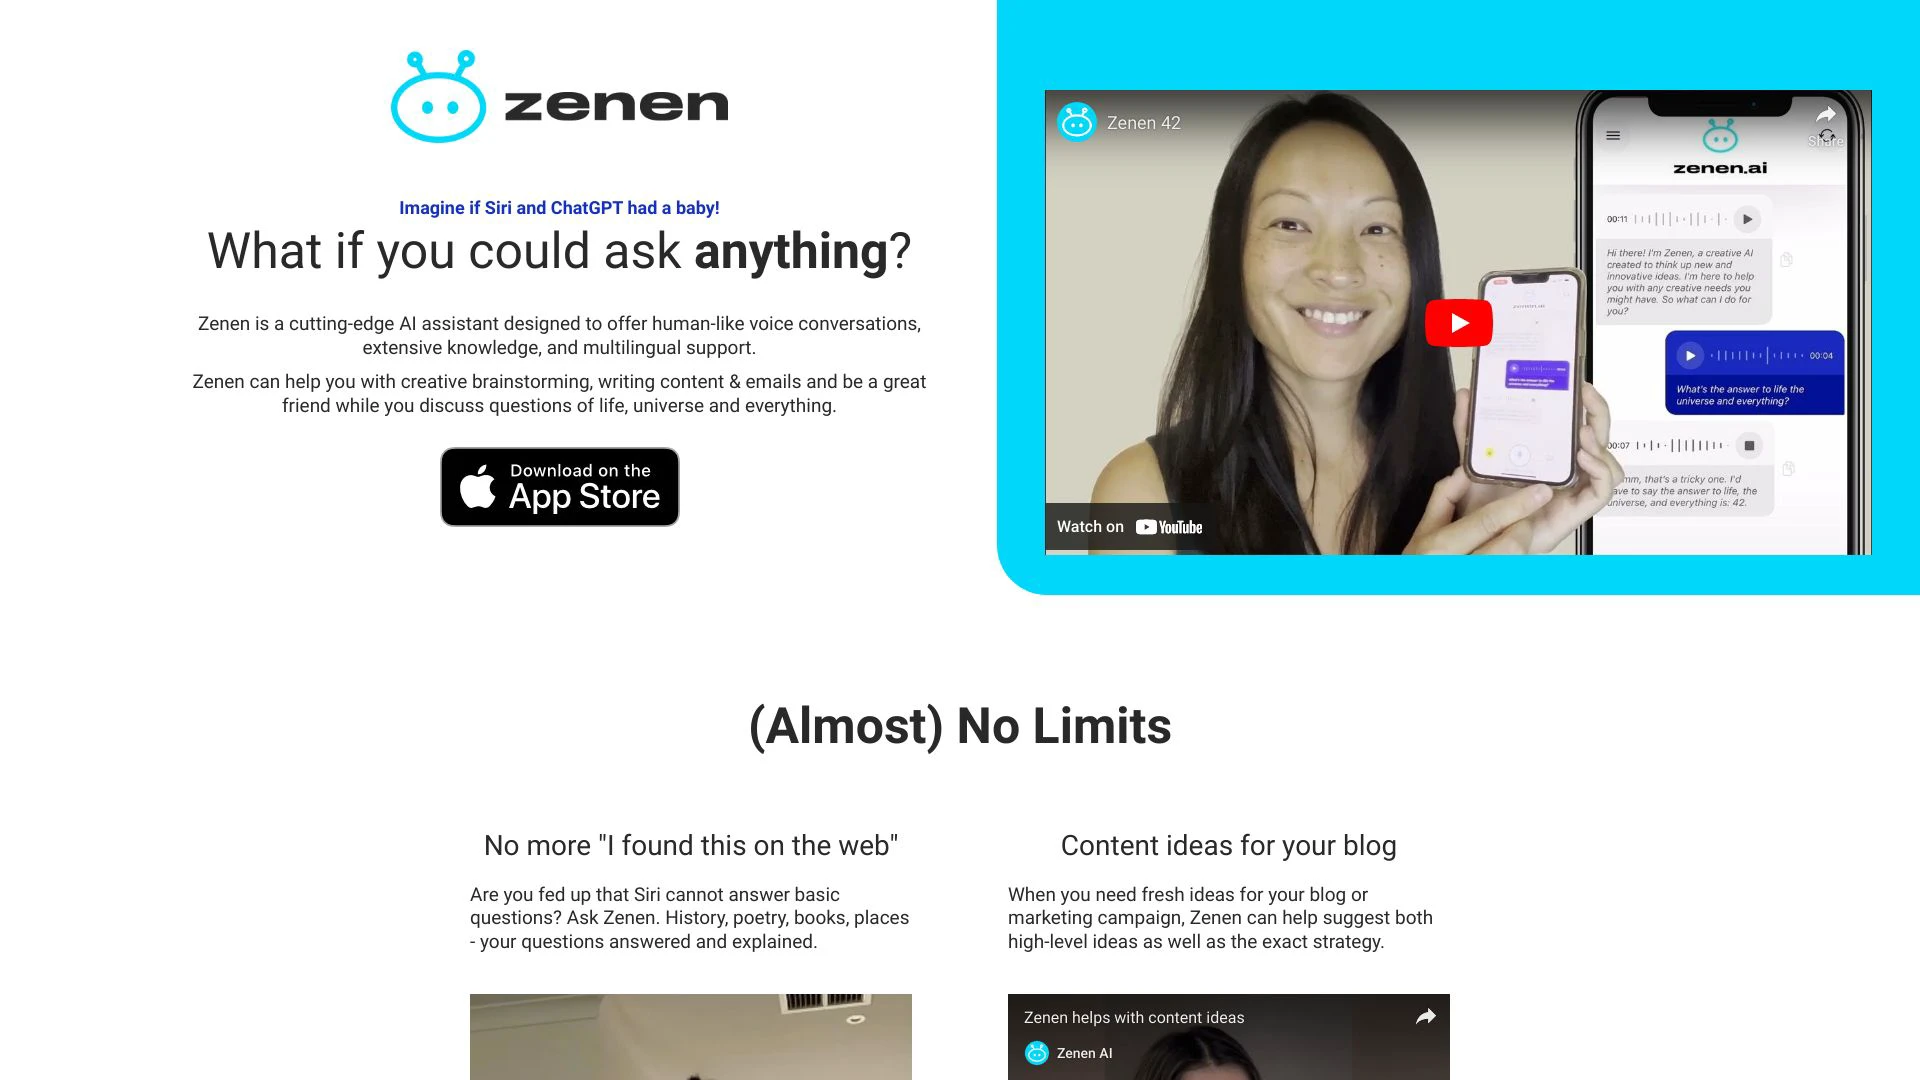 zenen
Imagine if Siri and ChatGPT had a baby!
What if you could ask anything?
Zenen is a cutting-edge AI assistant designed to offer human-like voice conversations,
extensive knowledge, and multilingual support.
Zenen can help you with creative brainstorming, writing content & emails and be a great
friend while you discuss questions of life, universe and everything.
Download on the
App Store
Zenen 42
Share
zenen.ai
00:11
Hi there! I'm Zenen, a creative AI
created to think up new and
innovative ideas. I'm here to help
you with any creative needs you
might have. So what can I do for
you?
00:04
What's the answer to life the
universe and everything?
00:07
mm, that's a tricky one. I'd
ave to say the answer to life, the
universe, and everything is: 42.
Watch on YouTube
(Almost) No Limits
No more "I found this on the web"
Are you fed up that Siri cannot answer basic
questions? Ask Zenen. History, poetry, books, places
- your questions answered and explained.
Content ideas for your blog
When you need fresh ideas for your blog or
marketing campaign, Zenen can help suggest both
high-level ideas as well as the exact strategy.
Zenen helps with content ideas
Zenen AI